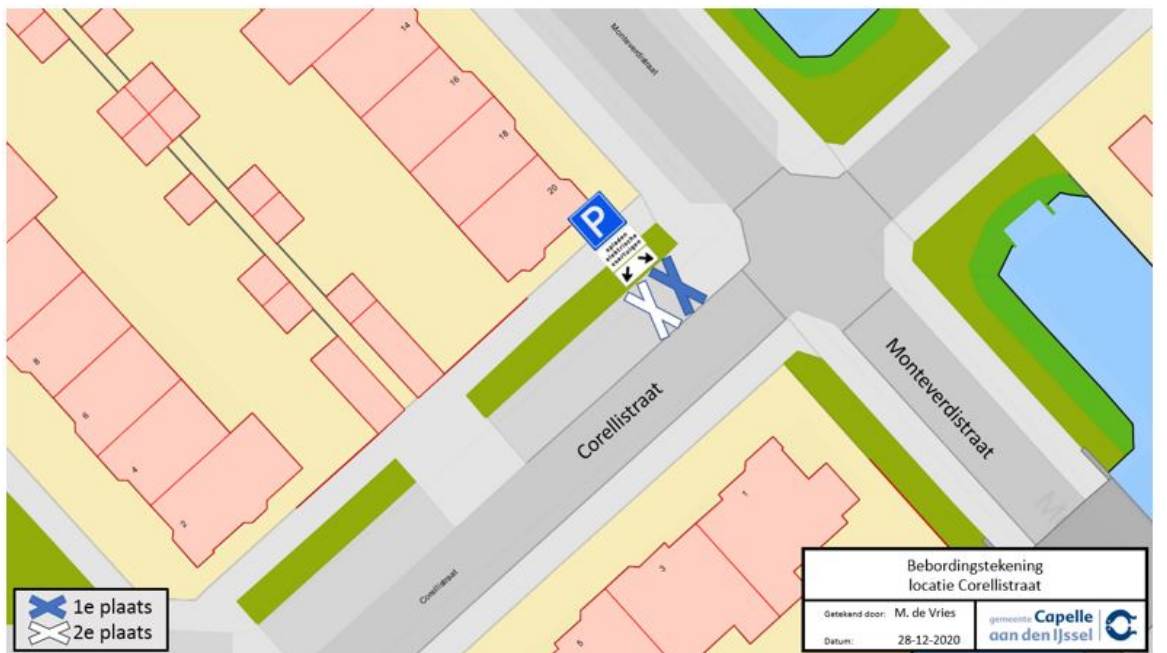 Monteverdistraat
14
16
18
20
P
opladen
elektrische
voertuigen
8
6
4
2
Corellistraat
Monteverdistraat
Corellistraat
1
3
5
M
1e plaats
2e plaats
Bebordingstekening
locatie Corellistraat
Getekend door: M. de Vries
Datum: 28-12-2020
gemeente Capelle
aan den IJssel